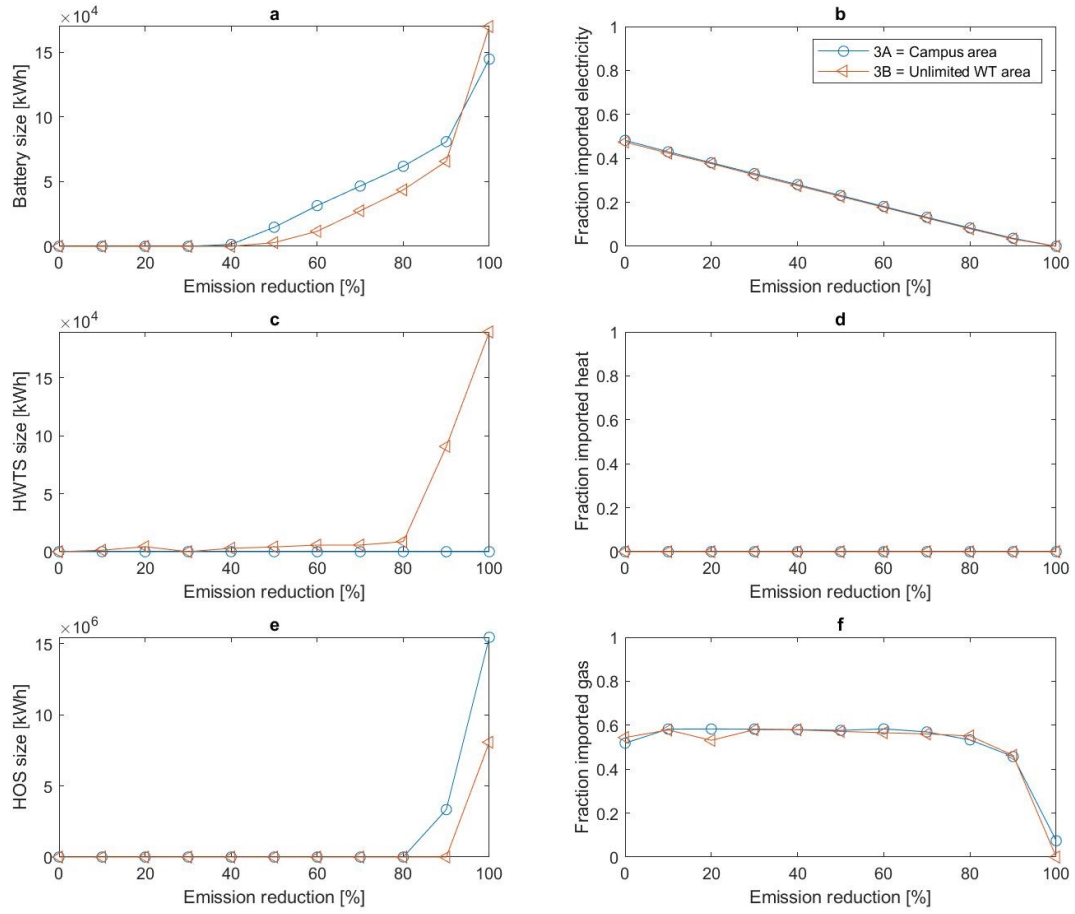 a
×10⁴
15
10
5
0
Battery size [kWh]
0 20 40 60 80 100
Emission reduction [%]
b
1
0.8
0.6
0.4
0.2
0
Fraction imported electricity
3A = Campus area
3B = Unlimited WT area
0 20 40 60 80 100
Emission reduction [%]
c
×10⁴
15
10
5
0
HWTS size [kWh]
0 20 40 60 80 100
Emission reduction [%]
d
1
0.8
0.6
0.4
0.2
0
Fraction imported heat
0 20 40 60 80 100
Emission reduction [%]
e
×10⁶
15
10
5
0
HOS size [kWh]
0 20 40 60 80 100
Emission reduction [%]
f
1
0.8
0.6
0.4
0.2
0
Fraction imported gas
0 20 40 60 80 100
Emission reduction [%]